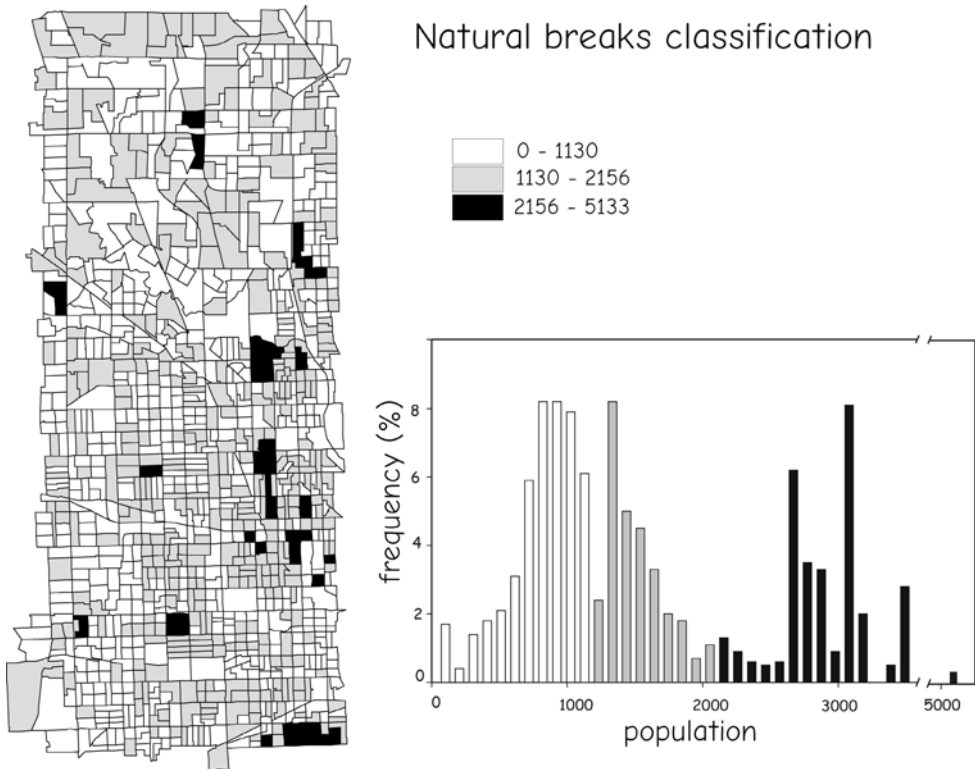 Natural breaks classification
0 - 1130
1130 - 2156
2156 - 5133
frequency (%)
8
6
4
2
0
0 1000 2000 3000 5000
population